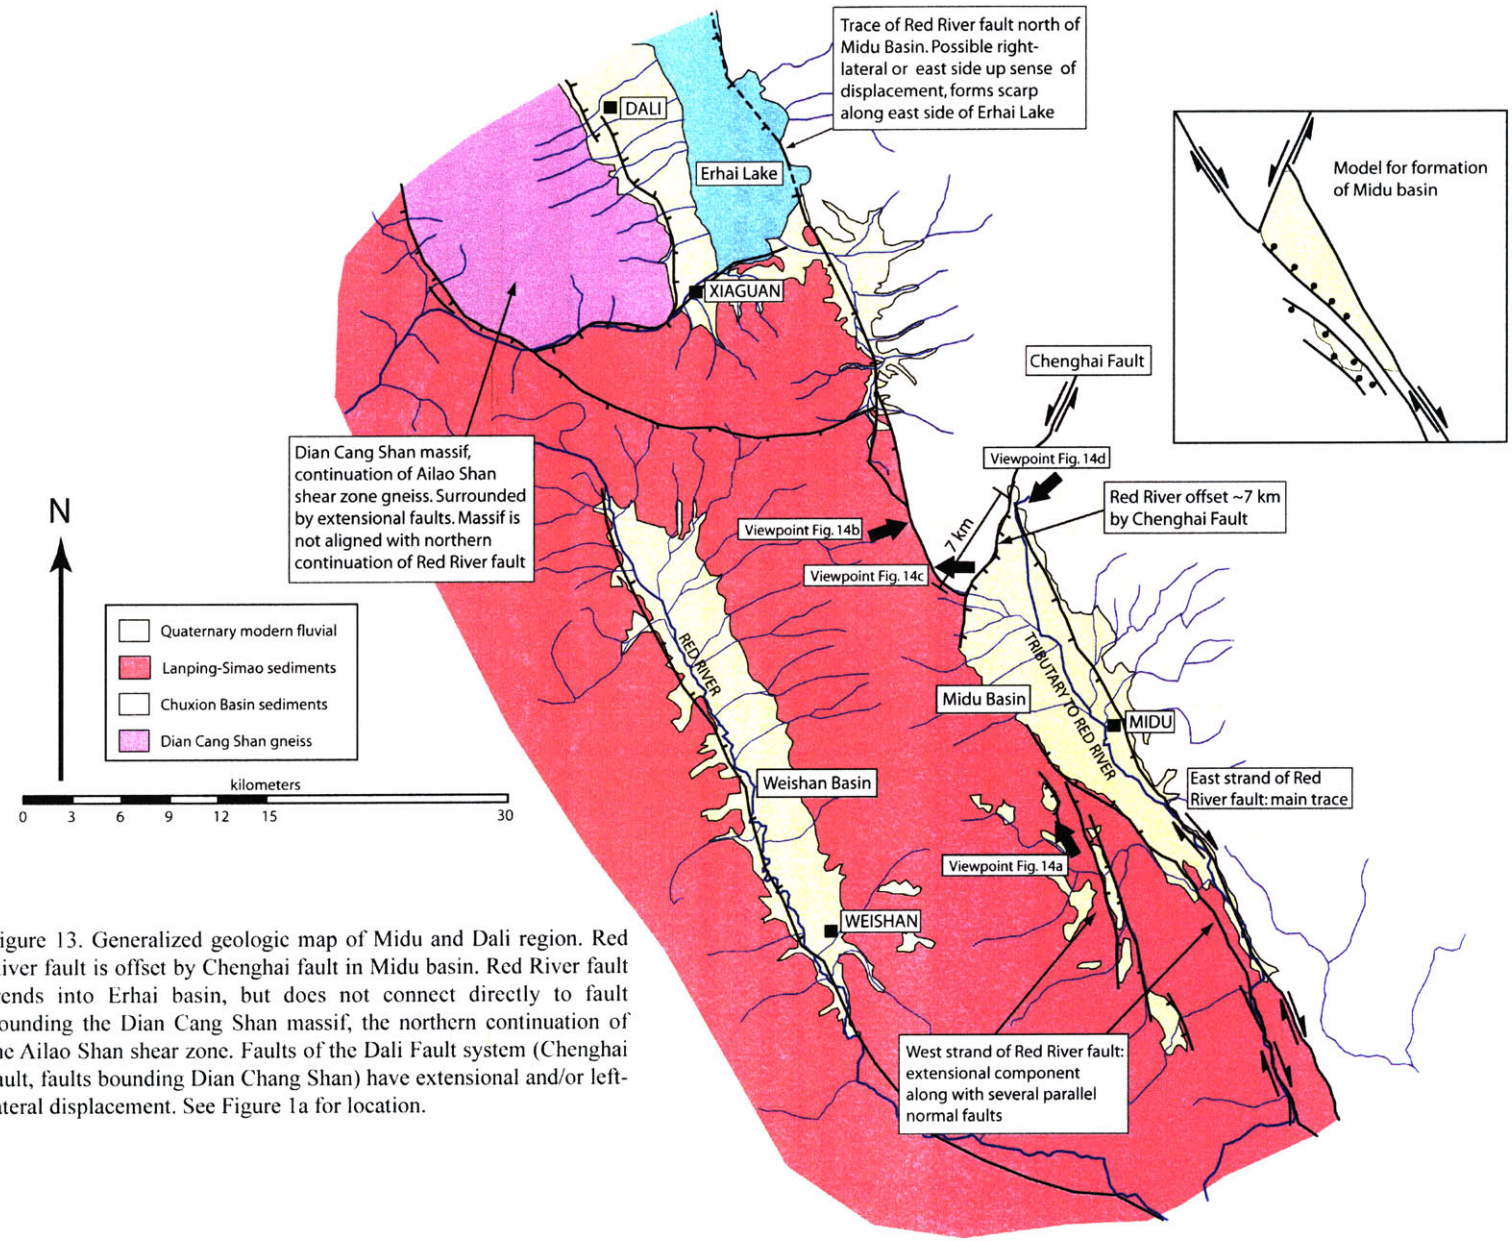 Trace of Red River fault north of
Midu Basin. Possible right-
lateral or east side up sense of
displacement, forms scarp
along east side of Erhai Lake
DALI
Erhai Lake
XIAGUAN
Model for formation
of Midu basin
Chenghai Fault
Viewpoint Fig. 14d
Red River offset ~7 km
by Chenghai Fault
Dian Cang Shan massif,
continuation of Ailao Shan
shear zone gneiss. Surrounded
by extensional faults. Massif is
not aligned with northern
continuation of Red River fault
Viewpoint Fig. 14b
7 km
Viewpoint Fig. 14c
N
Quaternary modern fluvial
Lanping-Simao sediments
Chuxion Basin sediments
Dian Cang Shan gneiss
kilometers
0 3 6 9 12 15 30
RED RIVER
TRIBUTARY TO RED RIVER
Midu Basin
MIDU
Weishan Basin
East strand of Red
River fault: main trace
Viewpoint Fig. 14a
WEISHAN
West strand of Red River fault:
extensional component
along with several parallel
normal faults
igure 13. Generalized geologic map of Midu and Dali region. Red
iver fault is offset by Chenghai fault in Midu basin. Red River fault
rends into Erhai basin, but does not connect directly to fault
ounding the Dian Cang Shan massif, the northern continuation of
he Ailao Shan shear zone. Faults of the Dali Fault system (Chenghai
ault, faults bounding Dian Chang Shan) have extensional and/or left-
ateral displacement. See Figure 1a for location.